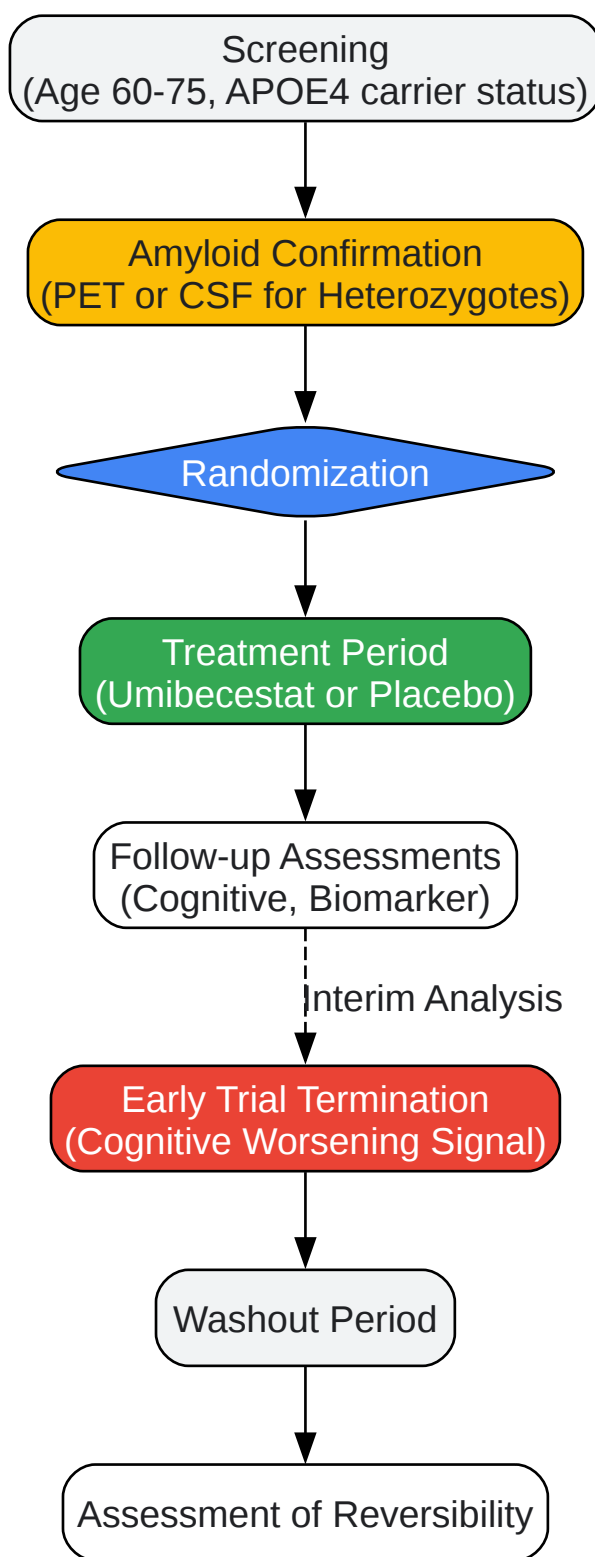 Screening
(Age 60-75, APOE4 carrier status)
Amyloid Confirmation
(PET or CSF for Heterozygotes)
Randomization
Treatment Period
(Umibecestat or Placebo)
Follow-up Assessments
(Cognitive, Biomarker)
Interim Analysis
Early Trial Termination
(Cognitive Worsening Signal)
Washout Period
Assessment of Reversibility